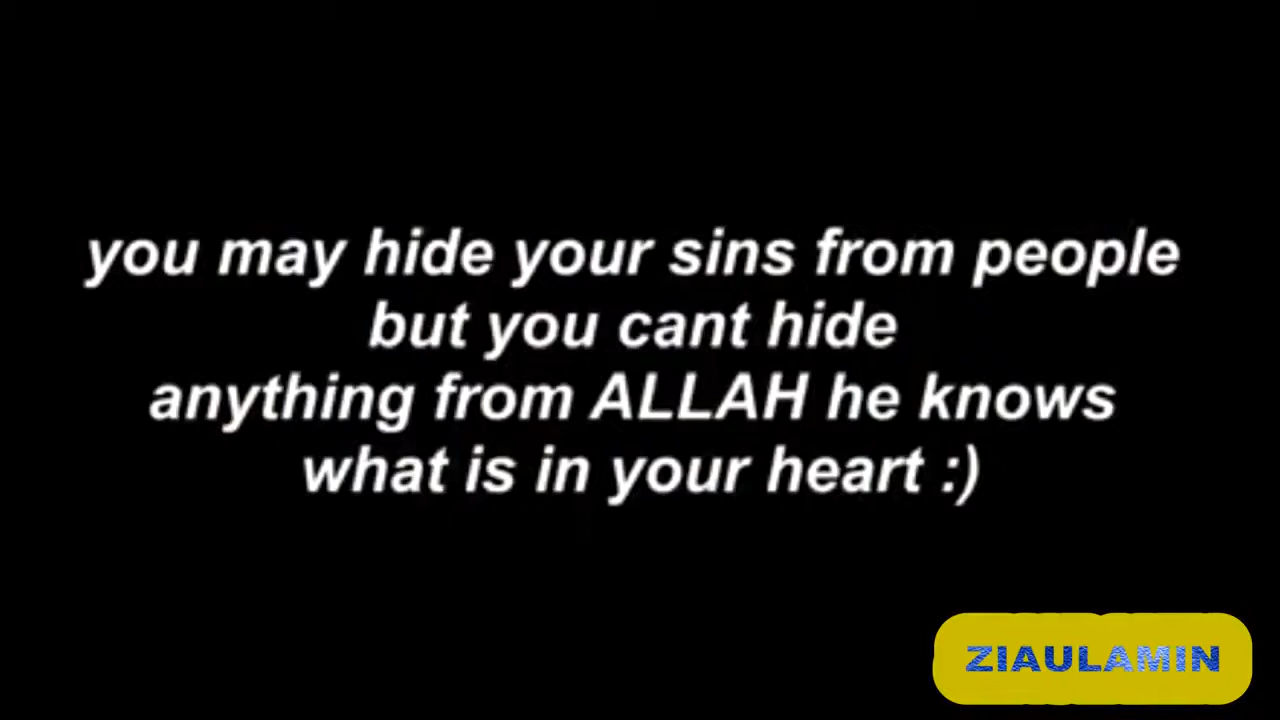 you may hide your sins from people
but you cant hide
anything from ALLAH he knows
what is in your heart :)
ZIAULAMIN